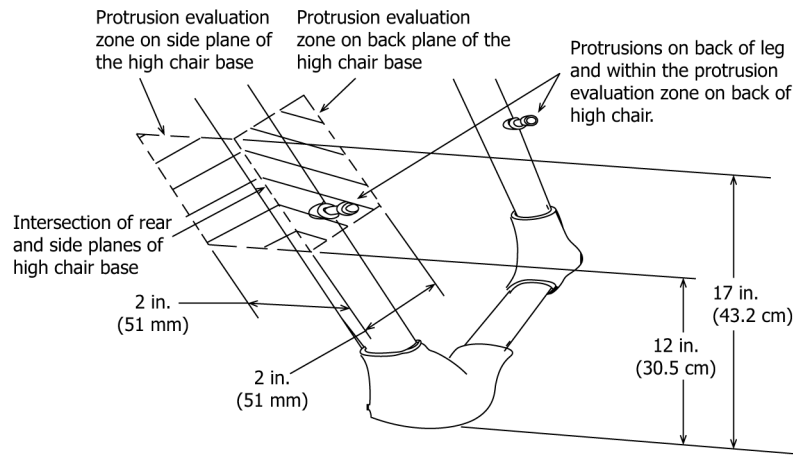 Protrusion evaluation
zone on side plane of
the high chair base
Protrusion evaluation
zone on back plane of the
high chair base
Protrusions on back of leg
and within the protrusion
evaluation zone on back of
high chair.
Intersection of rear
and side planes of
high chair base
2 in.
(51 mm)
2 in.
(51 mm)
12 in.
(30.5 cm)
17 in.
(43.2 cm)